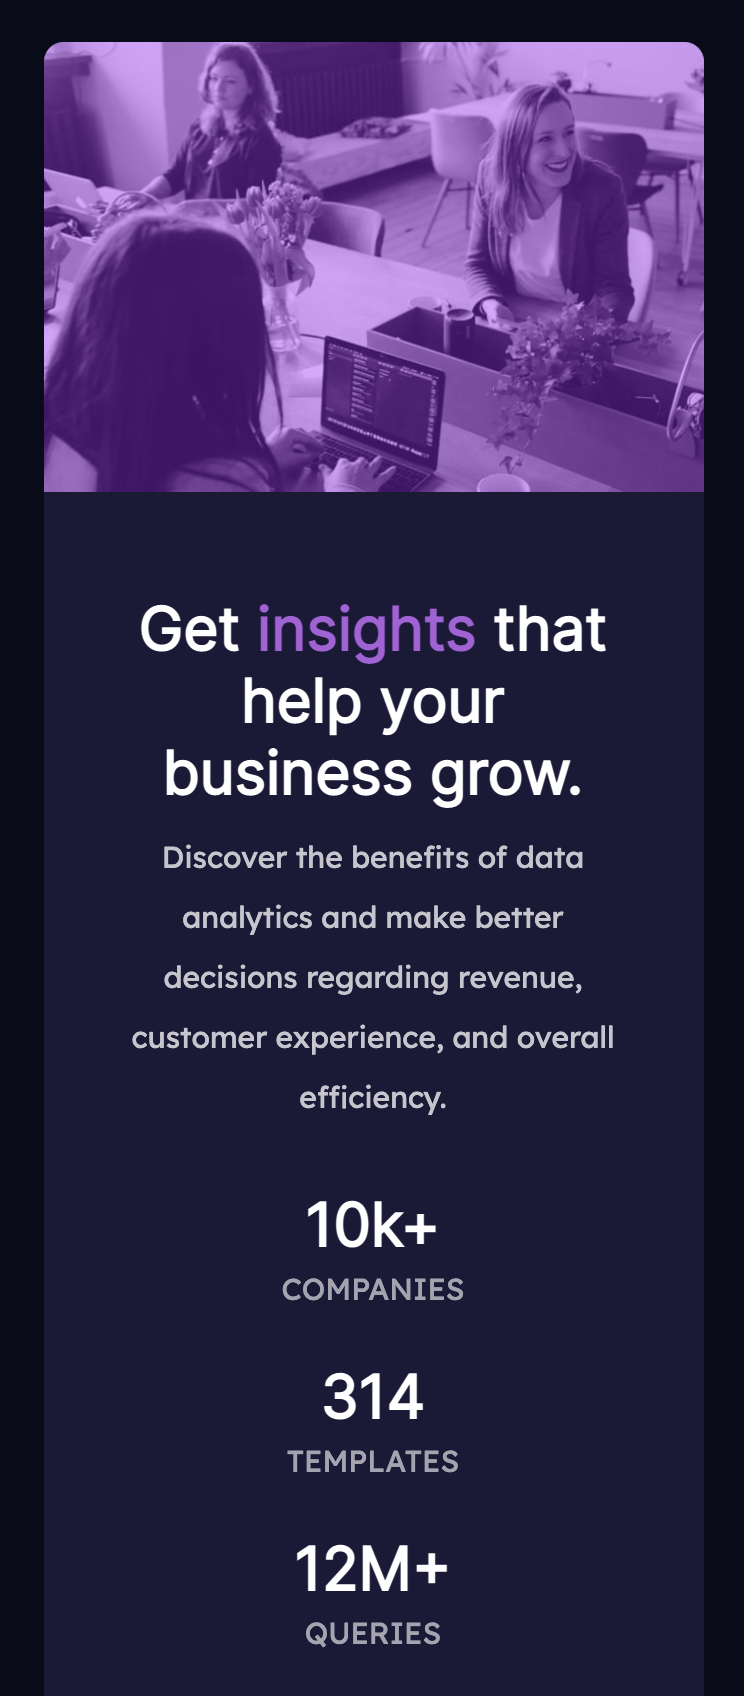 Get insights that
help your
business grow.
Discover the benefits of data
analytics and make better
decisions regarding revenue,
customer experience, and overall
efficiency.
10k+
COMPANIES
314
TEMPLATES
12M+
QUERIES